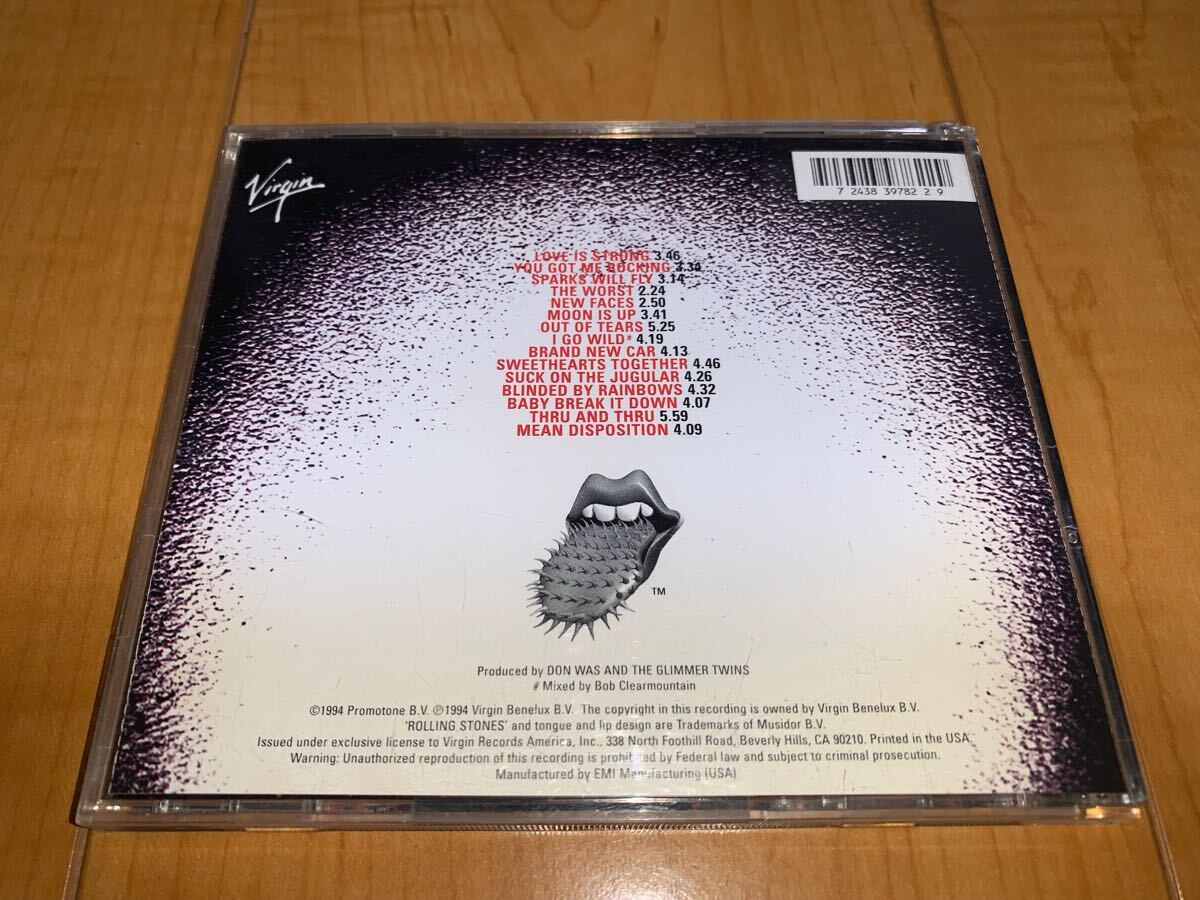 Virgin
7 24383 97822 9
LOVE IS STRONG 3.46
YOU GOT ME ROCKING 3.34
SPARKS WILL FLY 3.14
THE WORST 2.24
NEW FACES 2.50
MOON IS UP 3.41
OUT OF TEARS 5.25
I GO WILD# 4.19
BRAND NEW CAR 4.13
SWEETHEARTS TOGETHER 4.46
SUCK ON THE JUGULAR 4.26
BLINDED BY RAINBOWS 4.32
BABY BREAK IT DOWN 4.07
THRU AND THRU 5.59
MEAN DISPOSITION 4.09
TM
Produced by DON WAS AND THE GLIMMER TWINS
# Mixed by Bob Clearmountain
©1994 Promotone B.V. ℗1994 Virgin Benelux B.V. The copyright in this recording is owned by Virgin Benelux B.V.
'ROLLING STONES' and tongue and lip design are Trademarks of Musidor B.V.
Issued under exclusive license to Virgin Records America, Inc., 338 North Foothill Road, Beverly Hills, CA 90210. Printed in the USA.
Warning: Unauthorized reproduction of this recording is prohibited by Federal law and subject to criminal prosecution.
Manufactured by EMI Manufacturing (USA)